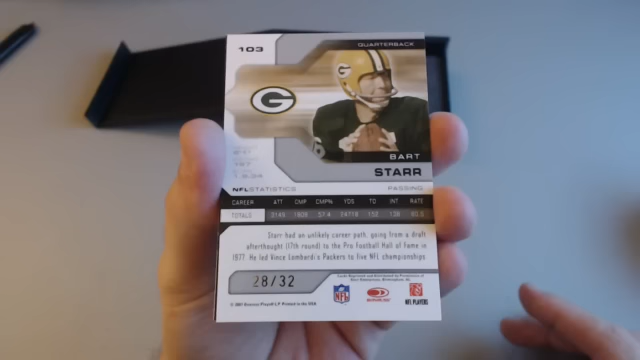 103
QUARTERBACK
G
G
BART
STARR
NFL STATISTICS PASSING
CAREER ATT CMP CMP% YDS TD INT RATE
TOTALS 3149 1808 57.4 24718 152 138 80.5
Starr had an unlikely career path, going from a draft
afterthought (17th round) to the Pro Football Hall of Fame in
1977. He led Vince Lombardi's Packers to five NFL championships
28/32
NFL
NFL PLAYERS